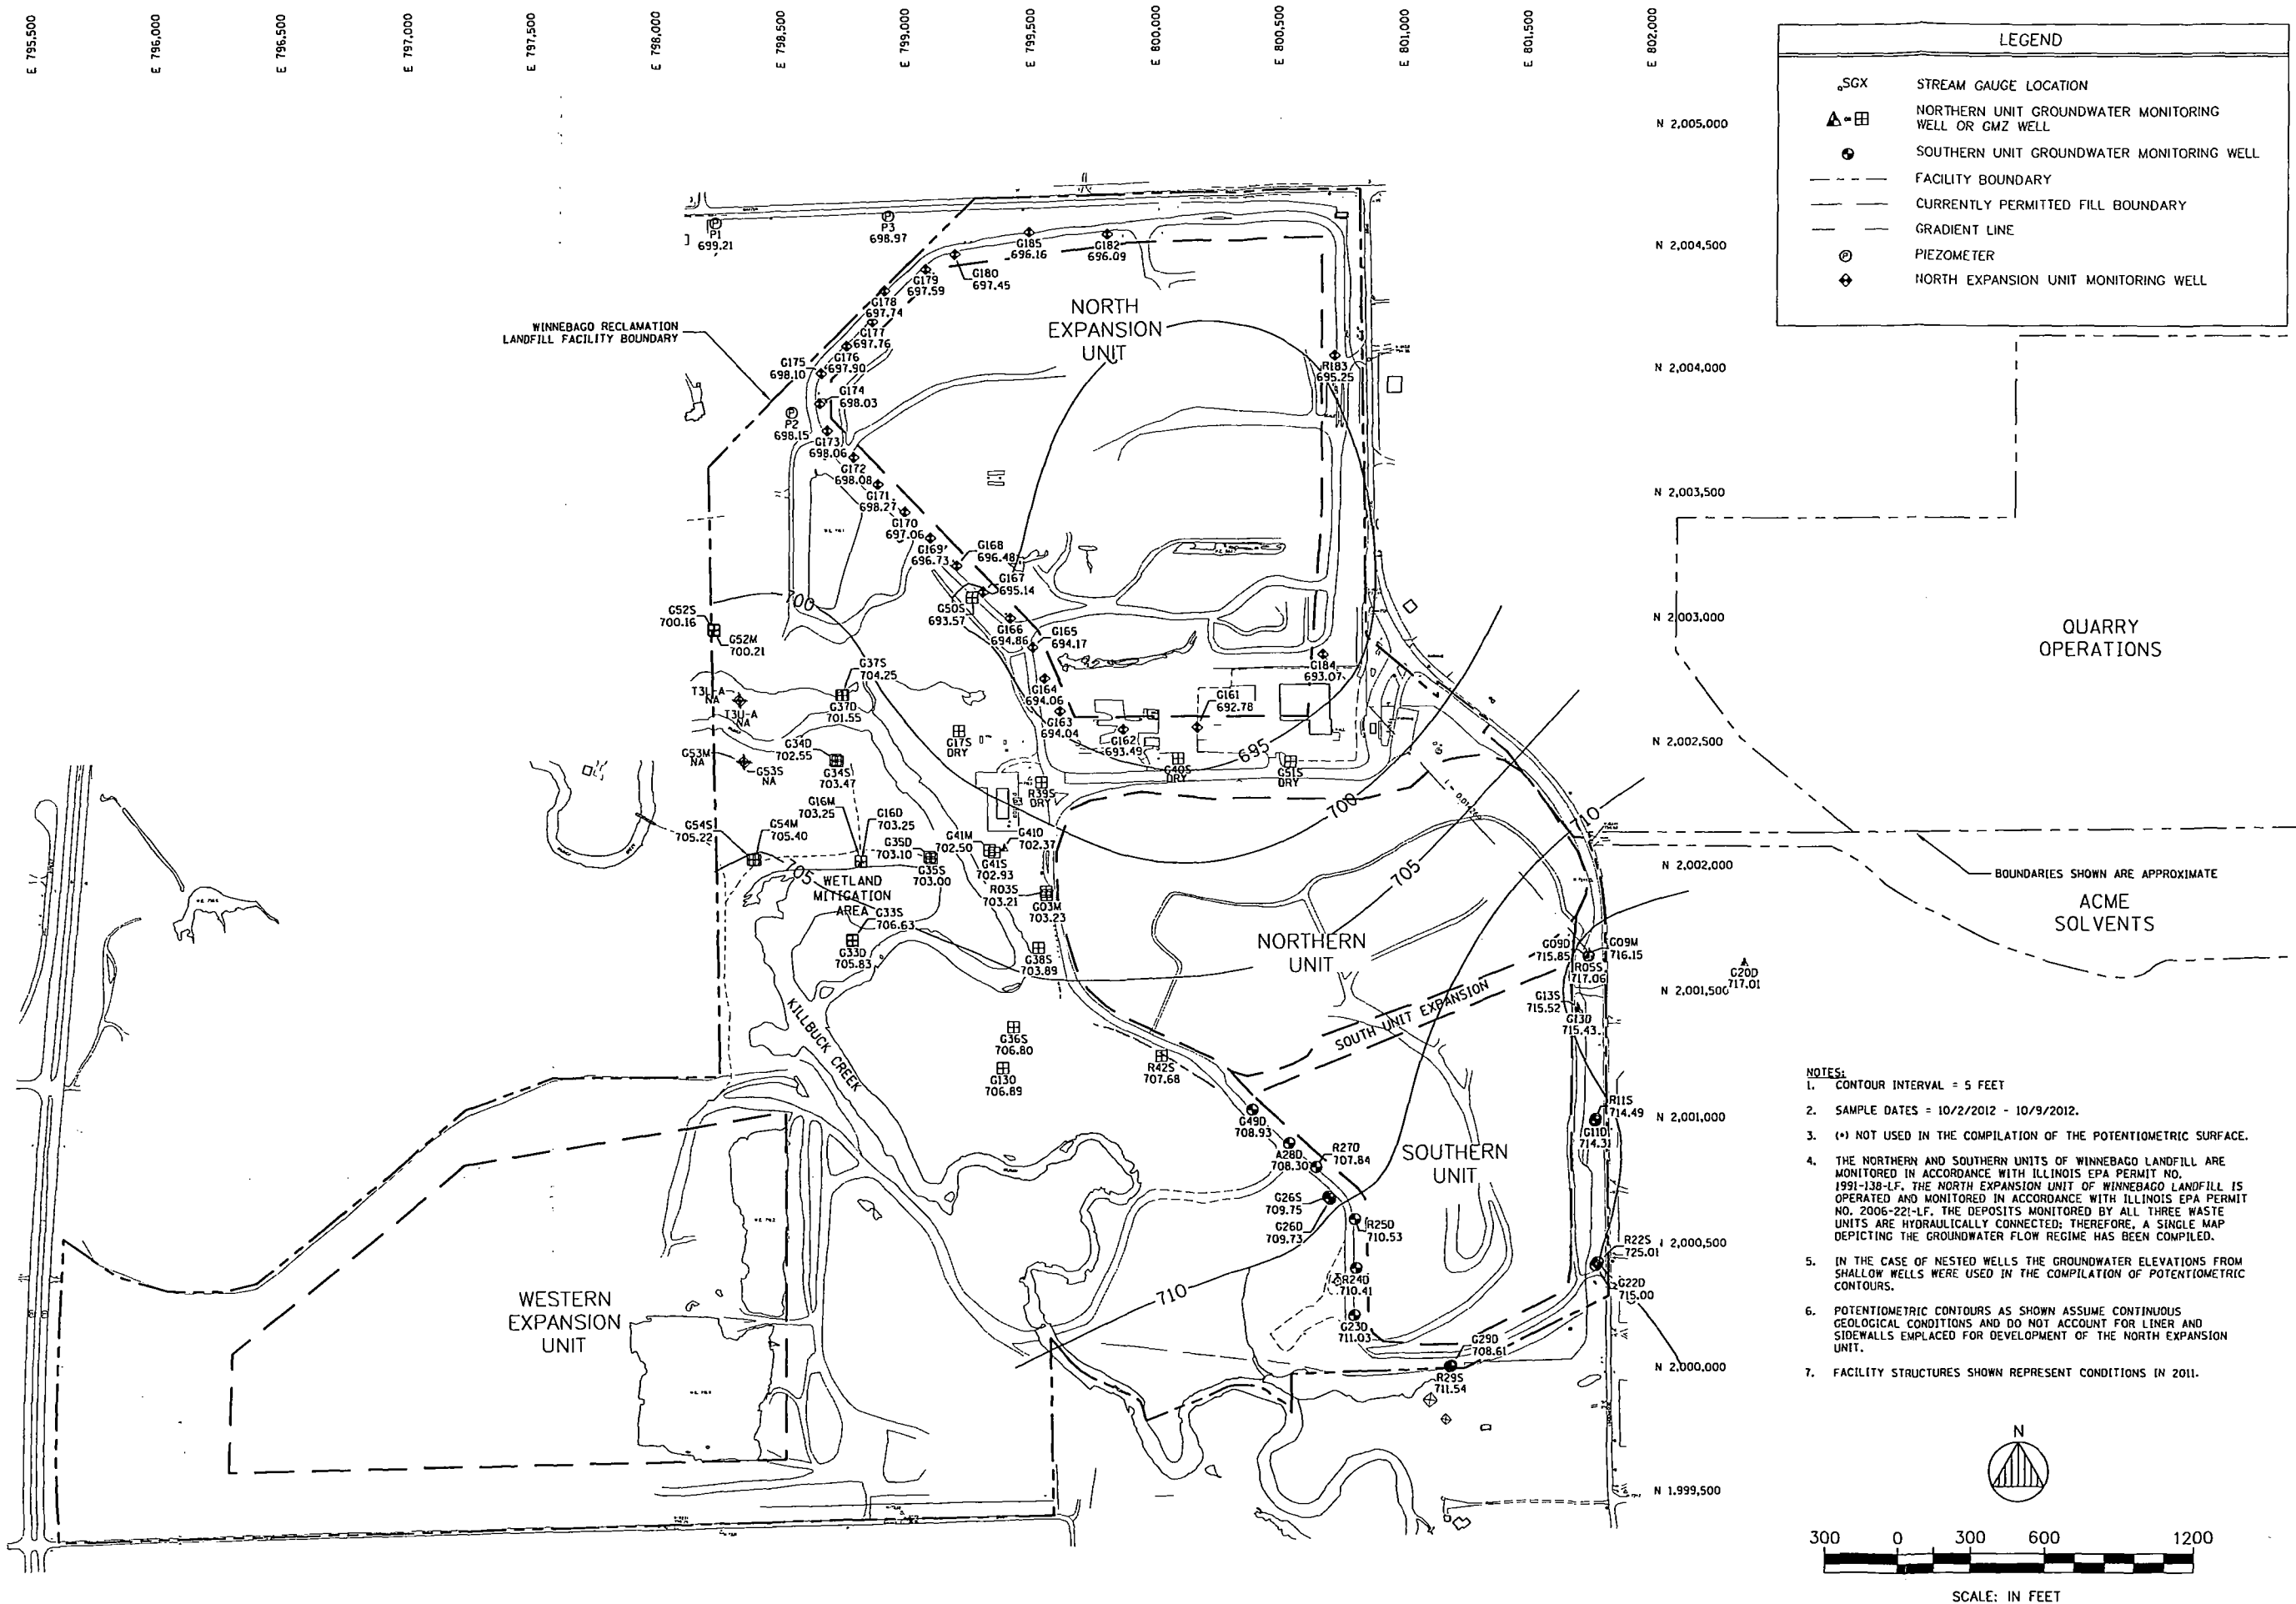 E 795,500
E 796,000
E 796,500
E 797,000
E 797,500
E 798,000
E 798,500
E 799,000
E 799,500
E 800,000
E 800,500
E 801,000
E 801,500
E 802,000
LEGEND
SGX STREAM GAUGE LOCATION
OR NORTHERN UNIT GROUNDWATER MONITORING
WELL OR GMZ WELL
SOUTHERN UNIT GROUNDWATER MONITORING WELL
FACILITY BOUNDARY
CURRENTLY PERMITTED FILL BOUNDARY
GRADIENT LINE
P PIEZOMETER
NORTH EXPANSION UNIT MONITORING WELL
N 2,005,000
N 2,004,500
N 2,004,000
N 2,003,500
N 2,003,000
N 2,002,500
N 2,002,000
N 2,001,500
N 2,001,000
N 2,000,500
N 2,000,000
N 1,999,500
P
P1
699.21
P
P3
698.97
G185
696.16
G182
696.09
G180
697.45
G179
697.59
G178
697.74
G177
697.76
G176
697.90
G175
698.10
G174
698.03
P
P2
698.15
G173
698.06
G172
698.08
G171
698.27
G170
697.06
G169
696.73
G168
696.48
G167
695.14
G50S
693.57
G166
694.86
G165
694.17
G164
694.06
G163
694.04
G162
693.49
G161
692.78
G184
693.07
R183
695.25
NORTH
EXPANSION
UNIT
WINNEBAGO RECLAMATION
LANDFILL FACILITY BOUNDARY
700
G52S
700.16
G52M
700.21
G37S
704.25
G37D
701.55
T3L-A
NA
T3U-A
NA
G17S
DRY
G34D
702.55
G34S
703.47
G53M
NA
G53S
NA
G40S
DRY
G51S
DRY
695
R39S
DRY
700
705
710
G16M
703.25
G16D
703.25
G54S
705.22
G54M
705.40
G35D
703.10
G35S
703.00
G41M
702.50
G41D
702.37
G41S
702.93
R03S
703.21
G03M
703.23
705
WETLAND
MITIGATION
AREA
G33S
706.63
G33D
705.83
G38S
703.89
KILLBUCK CREEK
G36S
706.80
G130
706.89
R42S
707.68
NORTHERN
UNIT
SOUTH UNIT EXPANSION
G09D
715.85
G09M
716.15
R05S
717.06
G20D
717.01
G13S
715.52
G13D
715.43
R11S
714.49
G11D
714.31
G49D
708.93
A28D
708.30
R27D
707.84
G26S
709.75
G26D
709.73
R25D
710.53
R24D
710.41
G23D
711.03
G29D
708.61
R29S
711.54
R22S
725.01
G22D
715.00
SOUTHERN
UNIT
710
WESTERN
EXPANSION
UNIT
QUARRY
OPERATIONS
BOUNDARIES SHOWN ARE APPROXIMATE
ACME
SOLVENTS
NOTES:
1. CONTOUR INTERVAL = 5 FEET
2. SAMPLE DATES = 10/2/2012 - 10/9/2012.
3. (*) NOT USED IN THE COMPILATION OF THE POTENTIOMETRIC SURFACE.
4. THE NORTHERN AND SOUTHERN UNITS OF WINNEBAGO LANDFILL ARE
MONITORED IN ACCORDANCE WITH ILLINOIS EPA PERMIT NO.
1991-138-LF. THE NORTH EXPANSION UNIT OF WINNEBAGO LANDFILL IS
OPERATED AND MONITORED IN ACCORDANCE WITH ILLINOIS EPA PERMIT
NO. 2006-221-LF. THE DEPOSITS MONITORED BY ALL THREE WASTE
UNITS ARE HYDRAULICALLY CONNECTED; THEREFORE, A SINGLE MAP
DEPICTING THE GROUNDWATER FLOW REGIME HAS BEEN COMPILED.
5. IN THE CASE OF NESTED WELLS THE GROUNDWATER ELEVATIONS FROM
SHALLOW WELLS WERE USED IN THE COMPILATION OF POTENTIOMETRIC
CONTOURS.
6. POTENTIOMETRIC CONTOURS AS SHOWN ASSUME CONTINUOUS
GEOLOGICAL CONDITIONS AND DO NOT ACCOUNT FOR LINER AND
SIDEWALLS EMPLACED FOR DEVELOPMENT OF THE NORTH EXPANSION
UNIT.
7. FACILITY STRUCTURES SHOWN REPRESENT CONDITIONS IN 2011.
N
300 0 300 600 1200
SCALE: IN FEET